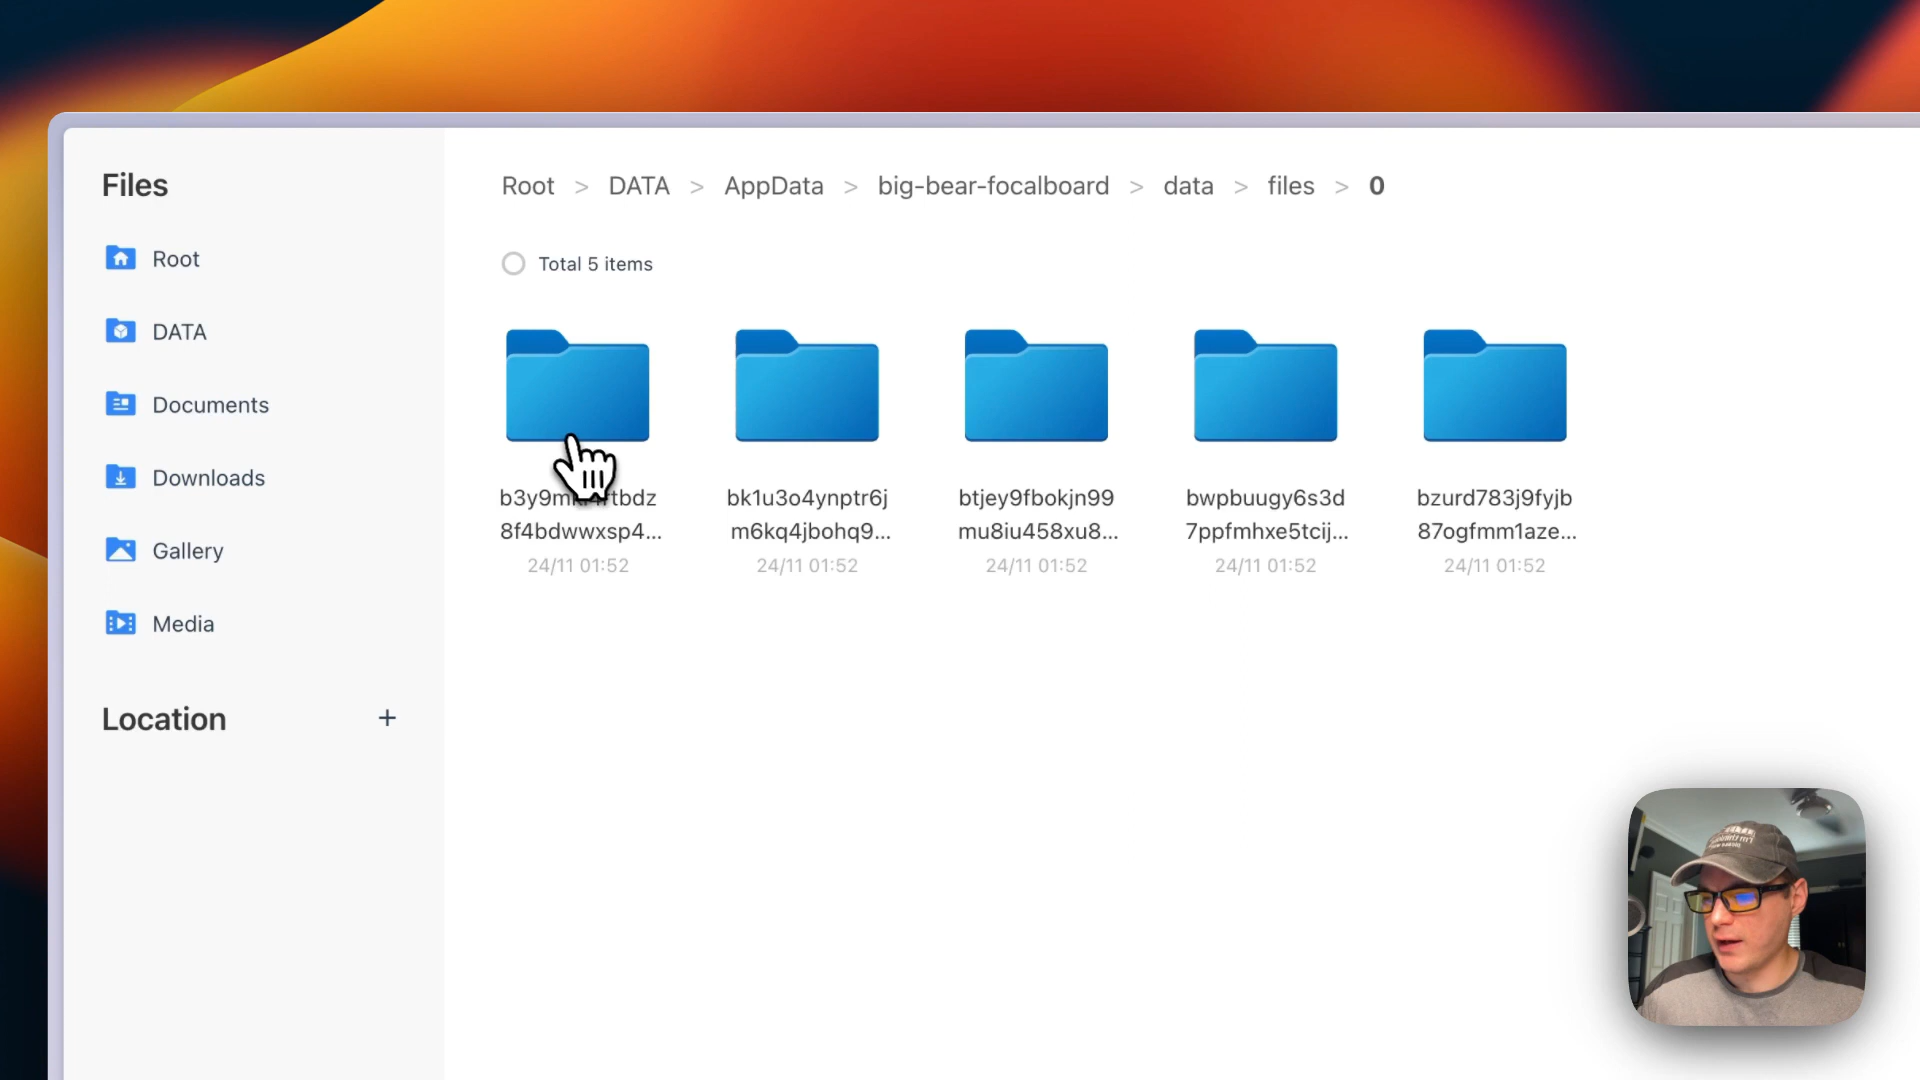 Files
Root > DATA > AppData > big-bear-focalboard > data > files > 0
Root
DATA
Documents
Downloads
Gallery
Media
Location +
Total 5 items
8f4bdwwxsp4...
24/11 01:52
bk1u3o4ynptr6j
m6kq4jbohq9...
24/11 01:52
btjey9fbokjn99
mu8iu458xu8...
24/11 01:52
bwpbuugy6s3d
7ppfmhxe5tcij...
24/11 01:52
bzurd783j9fyjb
87ogfmm1aze...
24/11 01:52